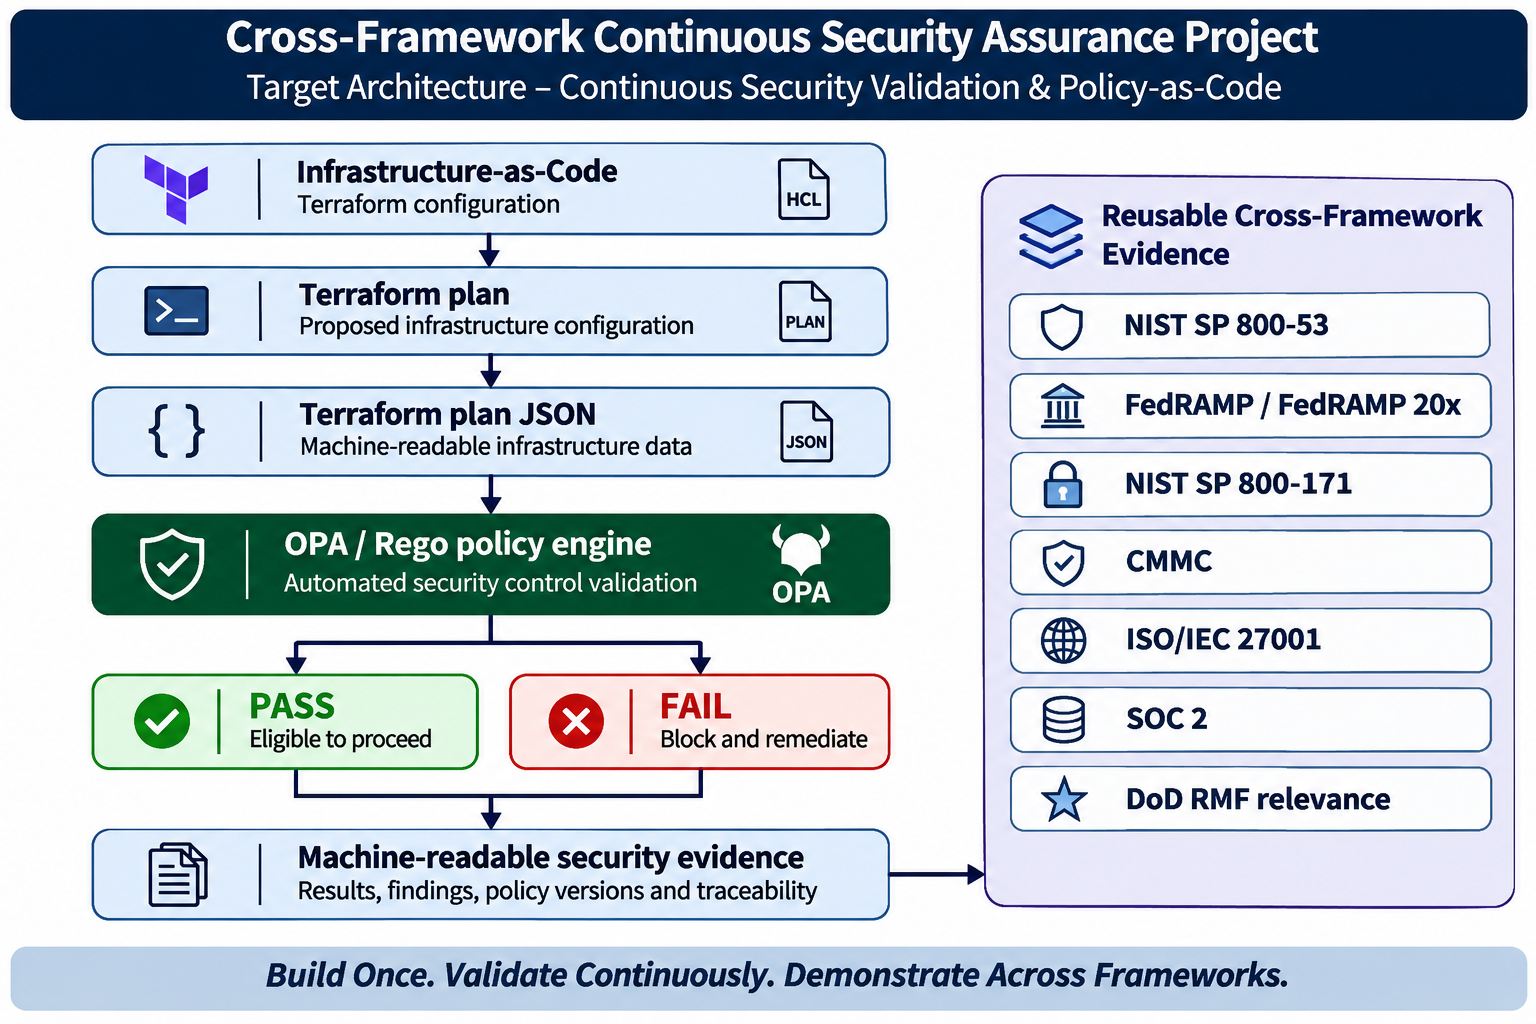 Cross-Framework Continuous Security Assurance Project
Target Architecture – Continuous Security Validation & Policy-as-Code
Infrastructure-as-Code
Terraform configuration
HCL
Terraform plan
Proposed infrastructure configuration
PLAN
Terraform plan JSON
Machine-readable infrastructure data
JSON
OPA / Rego policy engine
Automated security control validation
OPA
PASS
Eligible to proceed
FAIL
Block and remediate
Machine-readable security evidence
Results, findings, policy versions and traceability
Reusable Cross-Framework
Evidence
NIST SP 800-53
FedRAMP / FedRAMP 20x
NIST SP 800-171
CMMC
ISO/IEC 27001
SOC 2
DoD RMF relevance
Build Once. Validate Continuously. Demonstrate Across Frameworks.